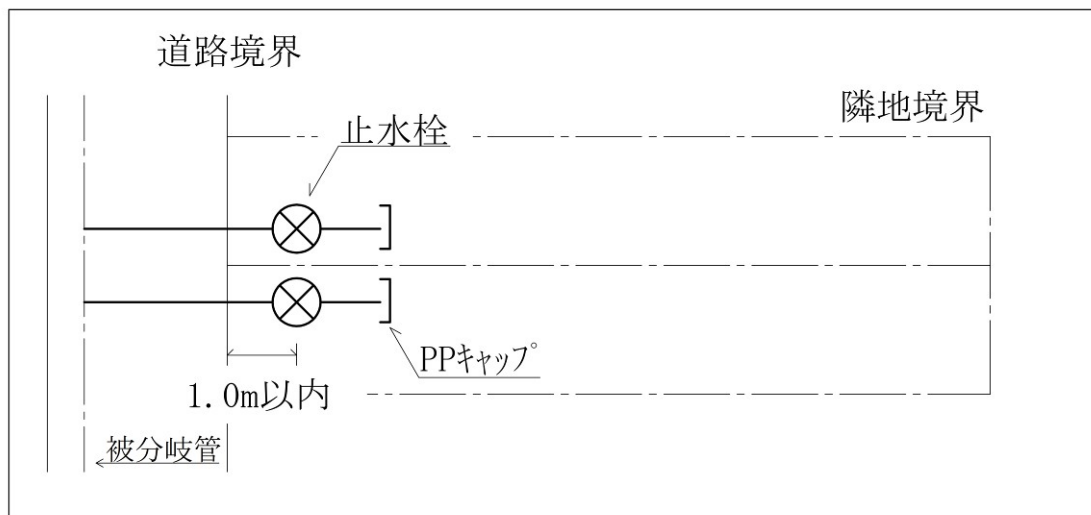 道路境界
隣地境界
止水栓
PPキャップ
1.0m以内
被分岐管